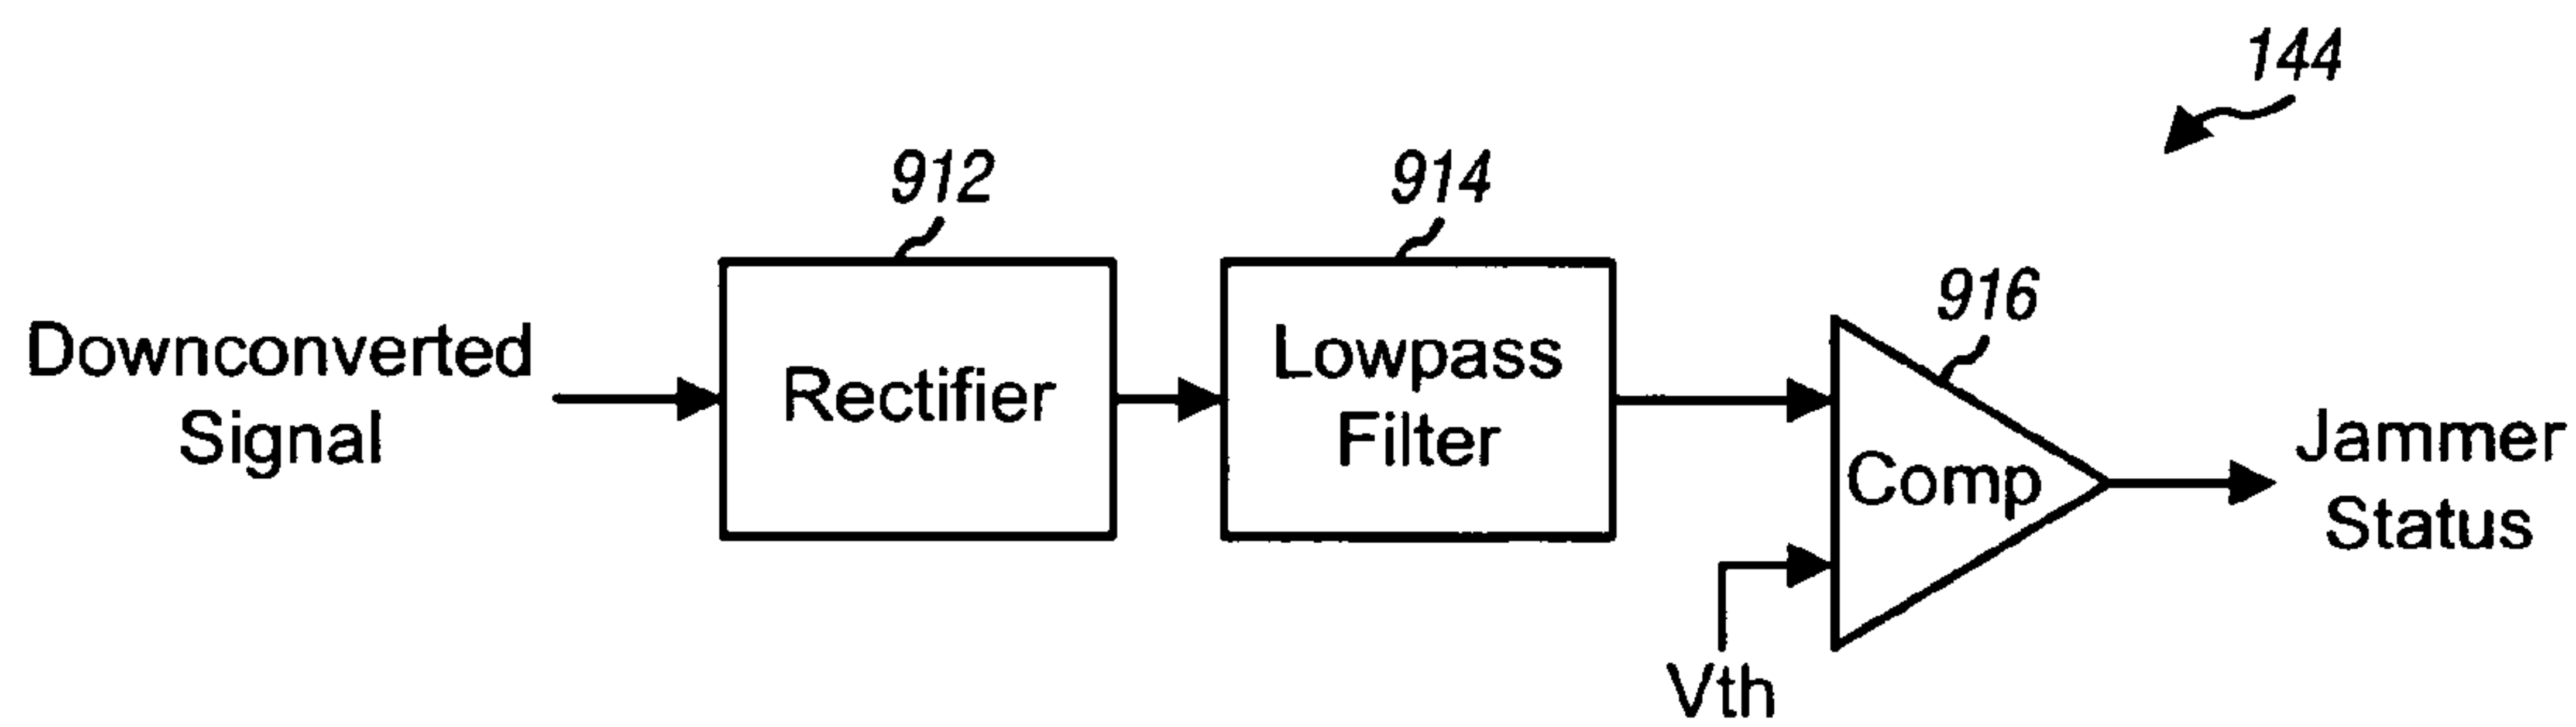 144
912
914
916
Downconverted
Signal
Rectifier
Lowpass
Filter
Comp
Jammer
Status
Vth